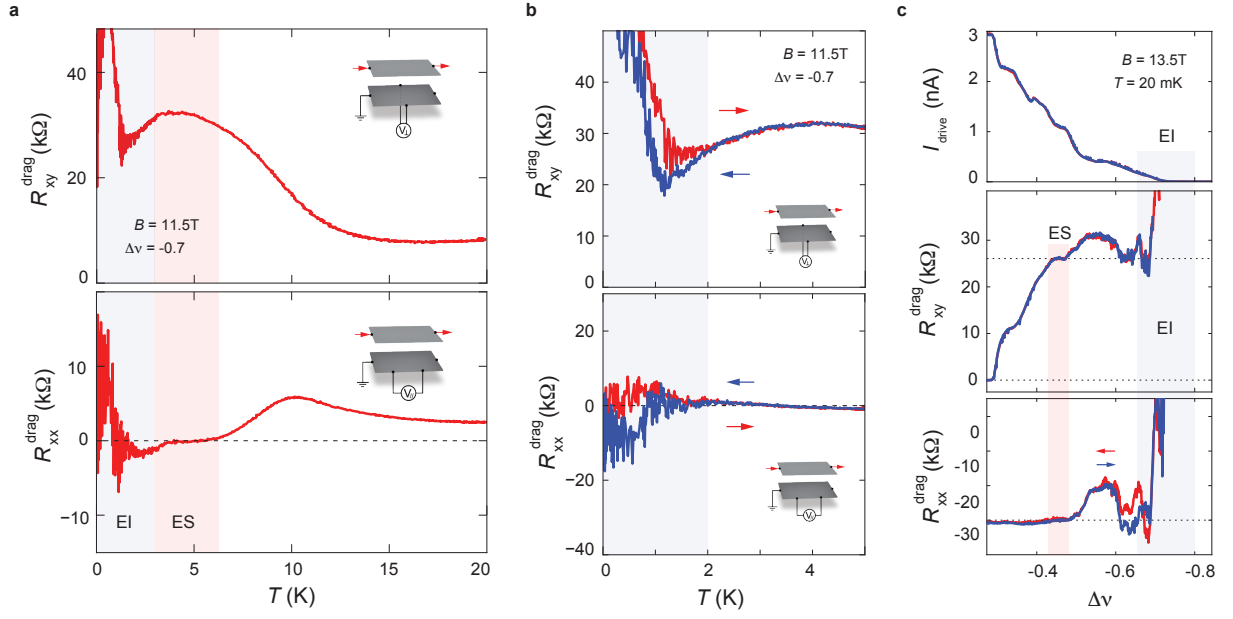 a
R_xy^drag (kΩ)
40
20
0
B = 11.5T
Δν = -0.7
V⊥
R_xx^drag (kΩ)
10
0
−10
EI
ES
V||
0
5
10
15
20
T (K)
b
R_xy^drag (kΩ)
40
30
20
10
0
B = 11.5T
Δν = -0.7
R_xx^drag (kΩ)
20
0
−20
−40
0
2
4
T (K)
c
I_drive (nA)
3
2
1
0
B = 13.5T
T = 20 mK
EI
R_xy^drag (kΩ)
30
20
10
0
ES
EI
R_xx^drag (kΩ)
0
-10
-20
-30
-0.4
-0.6
-0.8
Δν